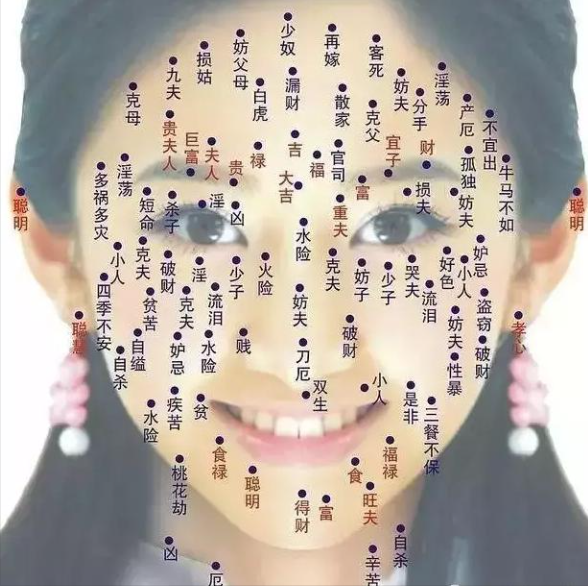 少奴
再嫁
妨父母
客死
损姑
九夫
漏财
妨夫
淫荡
克母
白虎
散家
分手
产厄
克父
不宜出
贵夫人
巨富
夫人
贵
禄
吉
福
官司
宜子
财
孤独
牛马不如
多祸多灾
淫荡
大吉
富
损夫
妨夫
聪明
聪明
短命
杀子
淫
凶
重夫
水险
妒忌
小人
克夫
破财
淫
少子
火险
克夫
妨子
少子
哭夫
好色
小人
四季不安
贫苦
克夫
流泪
妨夫
流泪
盗窃
聪慧
孝心
自缢
妒忌
水险
贱
破财
妨夫
破财
自杀
刀厄
性暴
双生
小人
是非
三餐不保
水险
疾苦
贫
食禄
福禄
桃花劫
聪明
食
旺夫
得财
富
凶
厄
自杀
辛苦